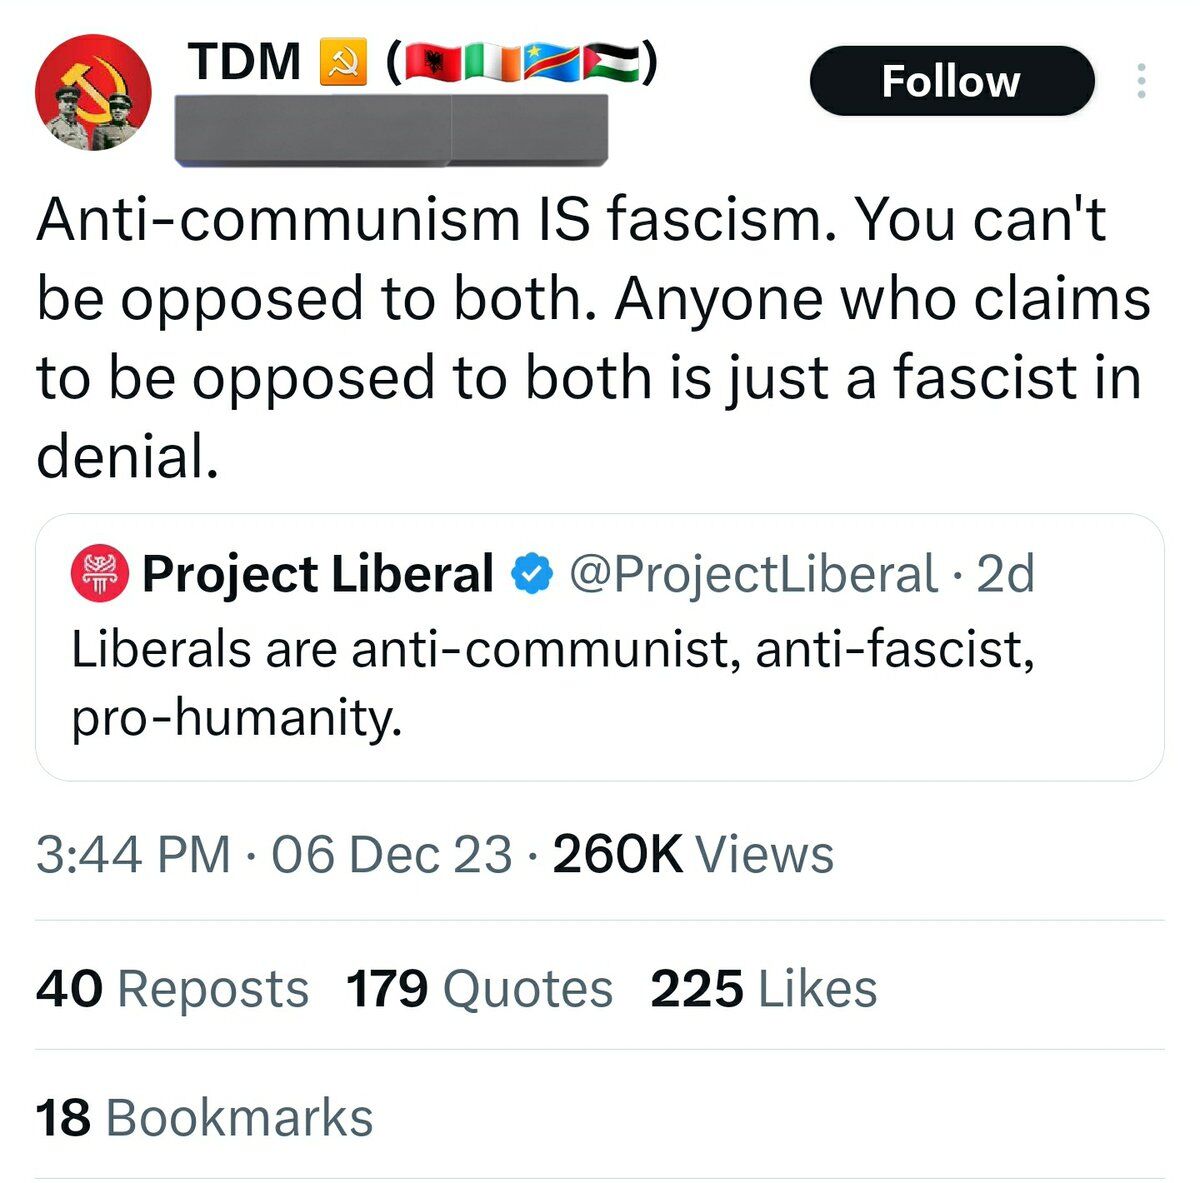 TDM ☭ (🇦🇱🇮🇪🇨🇩🇵🇸)
Follow
Anti-communism IS fascism. You can't
be opposed to both. Anyone who claims
to be opposed to both is just a fascist in
denial.
Project Liberal @ProjectLiberal · 2d
Liberals are anti-communist, anti-fascist,
pro-humanity.
3:44 PM · 06 Dec 23 · 260K Views
40 Reposts 179 Quotes 225 Likes
18 Bookmarks